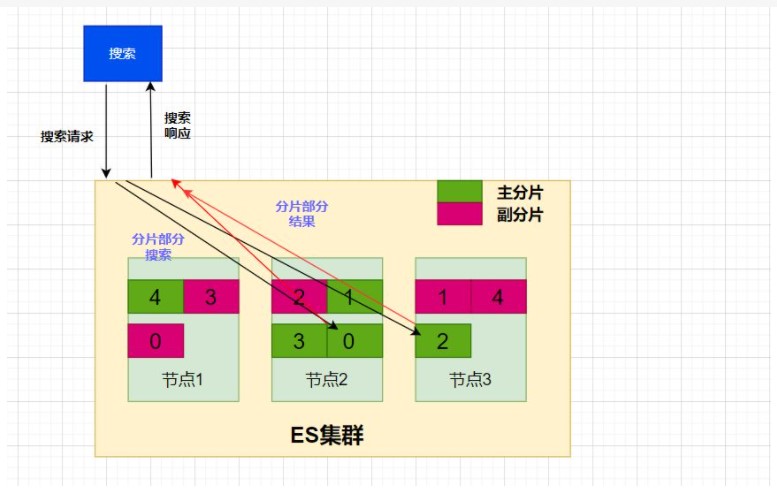 搜索
搜索请求
搜索
响应
主分片
副分片
分片部分
结果
分片部分
搜索
4 3
0
节点1
2 1
3 0
节点2
1 4
2
节点3
ES集群